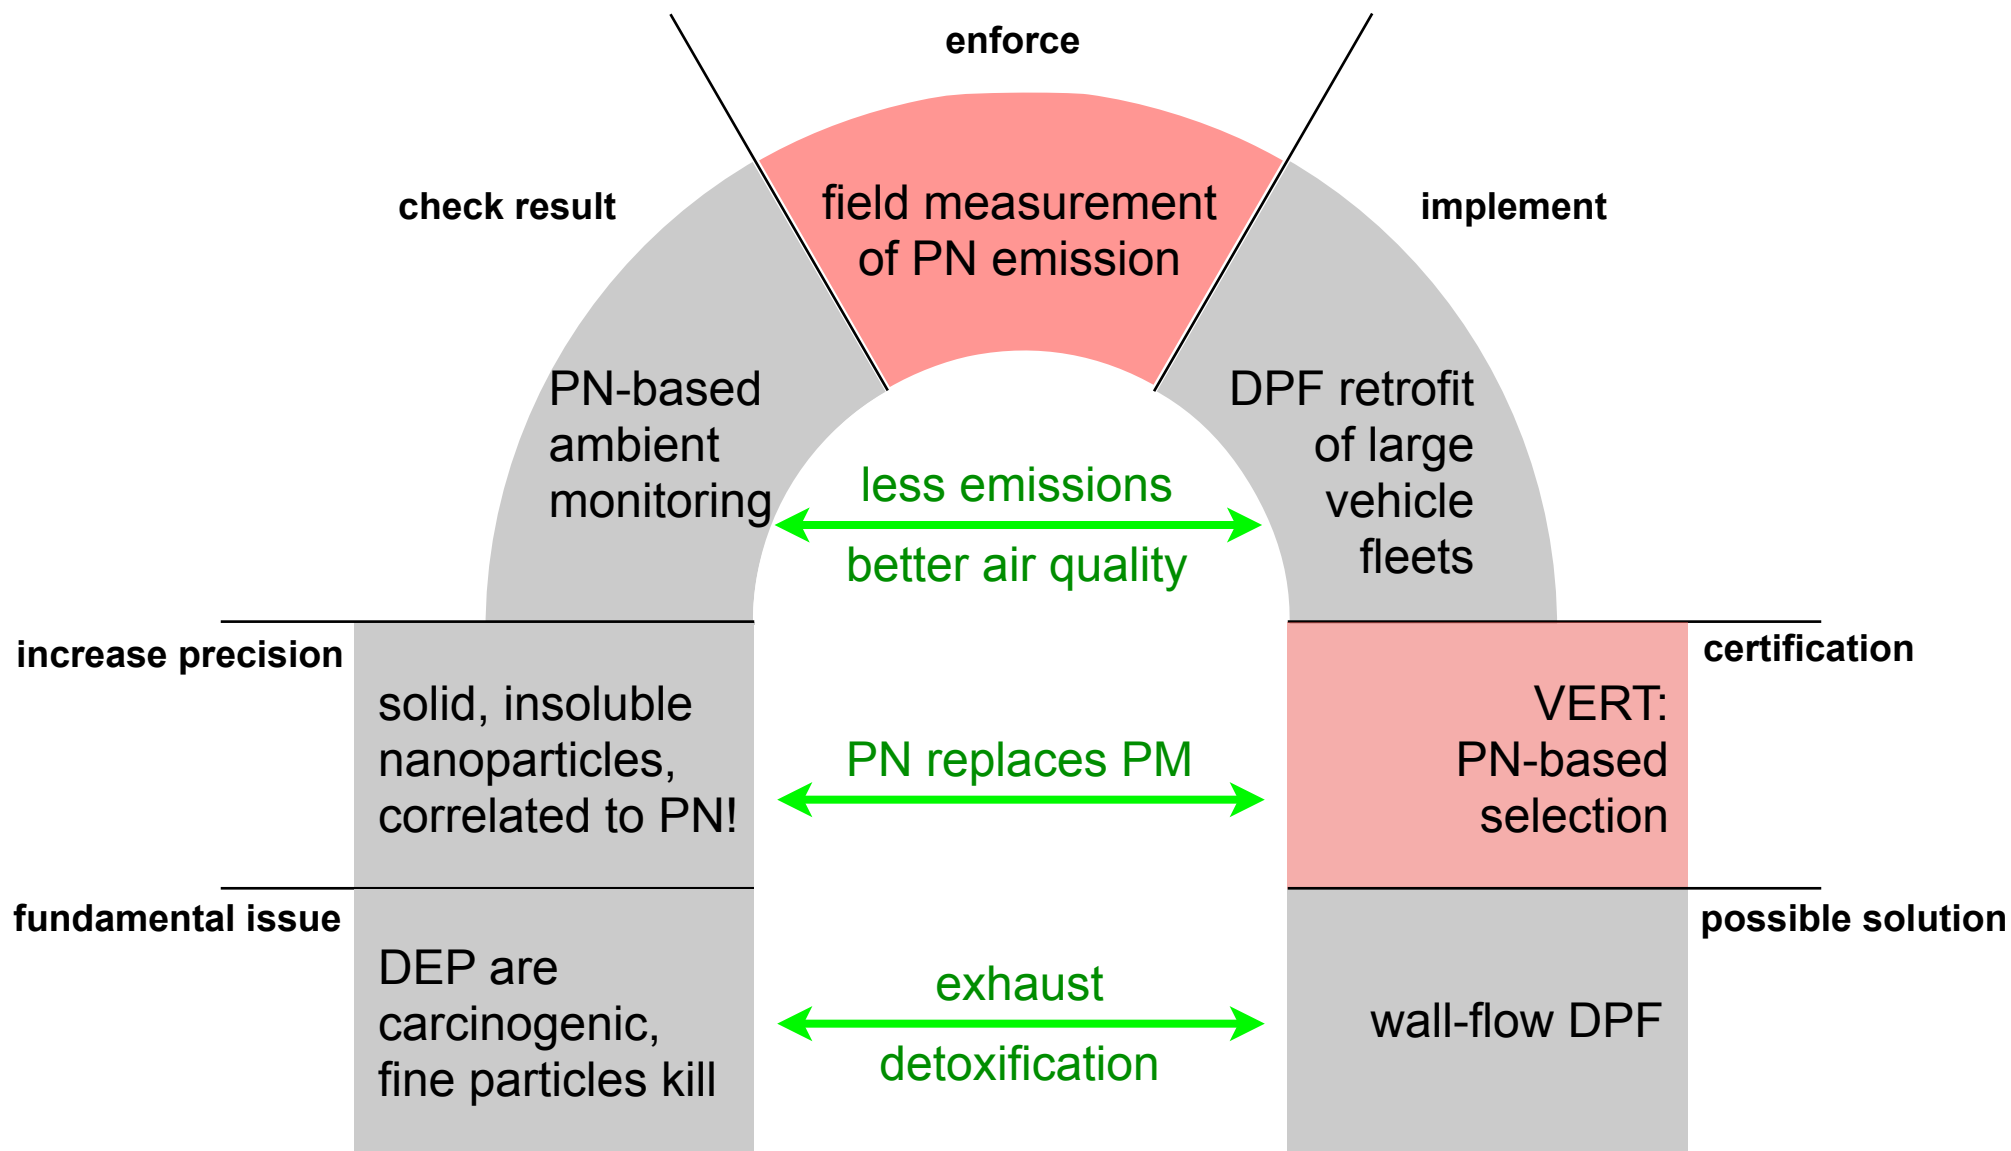 enforce
field measurement
of PN emission
check result
implement
PN-based
ambient
monitoring
less emissions
better air quality
DPF retrofit
of large
vehicle
fleets
increase precision
solid, insoluble
nanoparticles,
correlated to PN!
PN replaces PM
certification
VERT:
PN-based
selection
fundamental issue
DEP are
carcinogenic,
fine particles kill
exhaust
detoxification
possible solution
wall-flow DPF